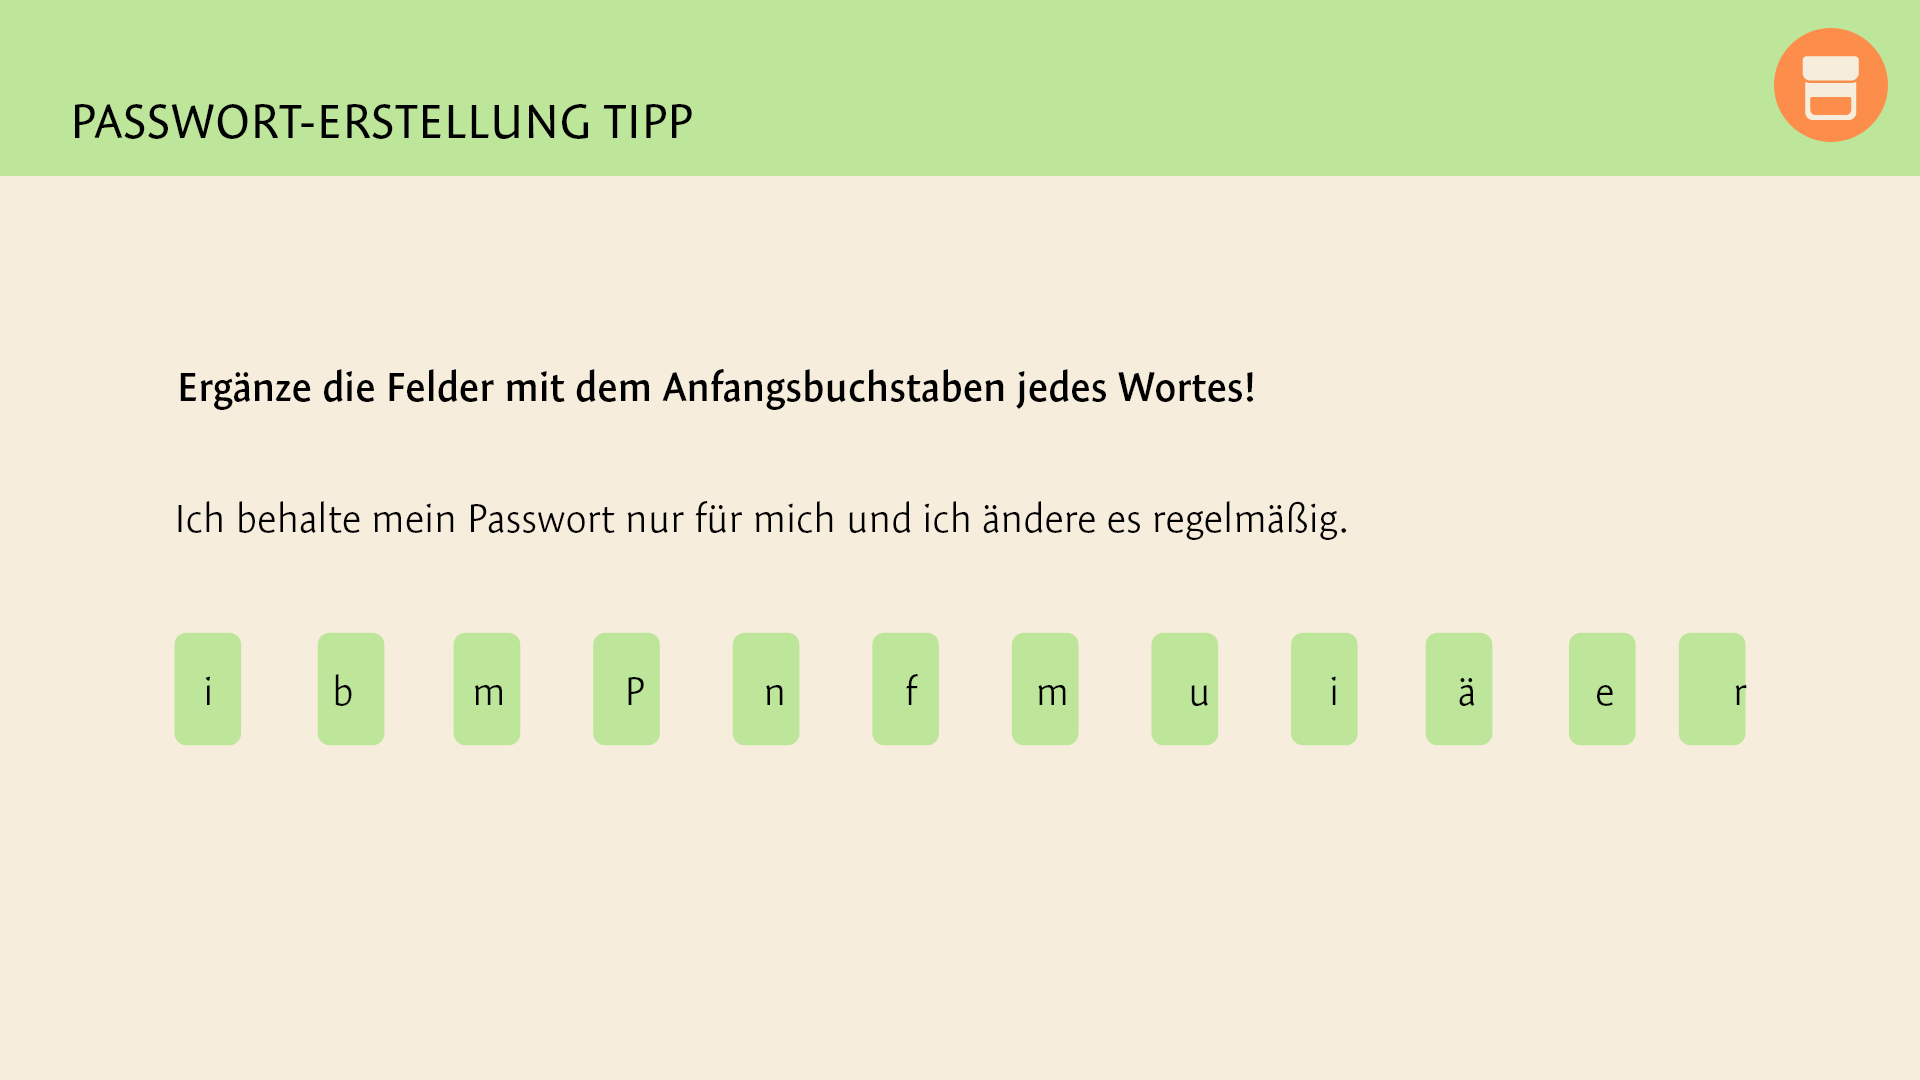 PASSWORT-ERSTELLUNG TIPP
Ergänze die Felder mit dem Anfangsbuchstaben jedes Wortes!
Ich behalte mein Passwort nur für mich und ich ändere es regelmäßig.
i b m P n f m u i ä e r